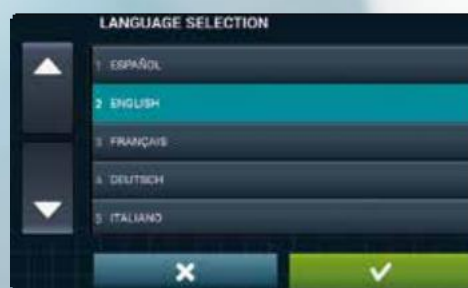 LANGUAGE SELECTION
1 ESPAÑOL
2 ENGLISH
3 FRANÇAIS
4 DEUTSCH
5 ITALIANO